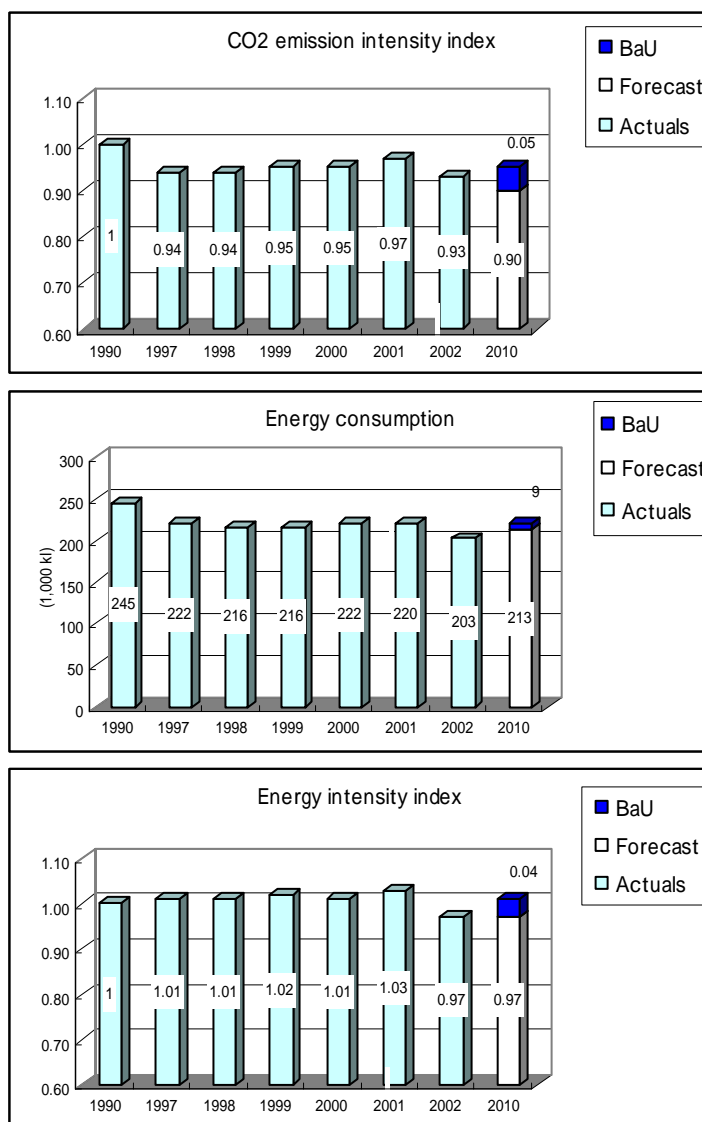 CO2 emission intensity index
BaU
Forecast
Actuals
1.10
1.00
0.90
0.80
0.70
0.60
0.05
1
0.94
0.94
0.95
0.95
0.97
0.93
0.90
1990 1997 1998 1999 2000 2001 2002 2010
Energy consumption
BaU
Forecast
Actuals
(1,000 kl)
300
250
200
150
100
50
0
9
245
222
216
216
222
220
203
213
1990 1997 1998 1999 2000 2001 2002 2010
Energy intensity index
BaU
Forecast
Actuals
1.10
1.00
0.90
0.80
0.70
0.60
0.04
1
1.01
1.01
1.02
1.01
1.03
0.97
0.97
1990 1997 1998 1999 2000 2001 2002 2010